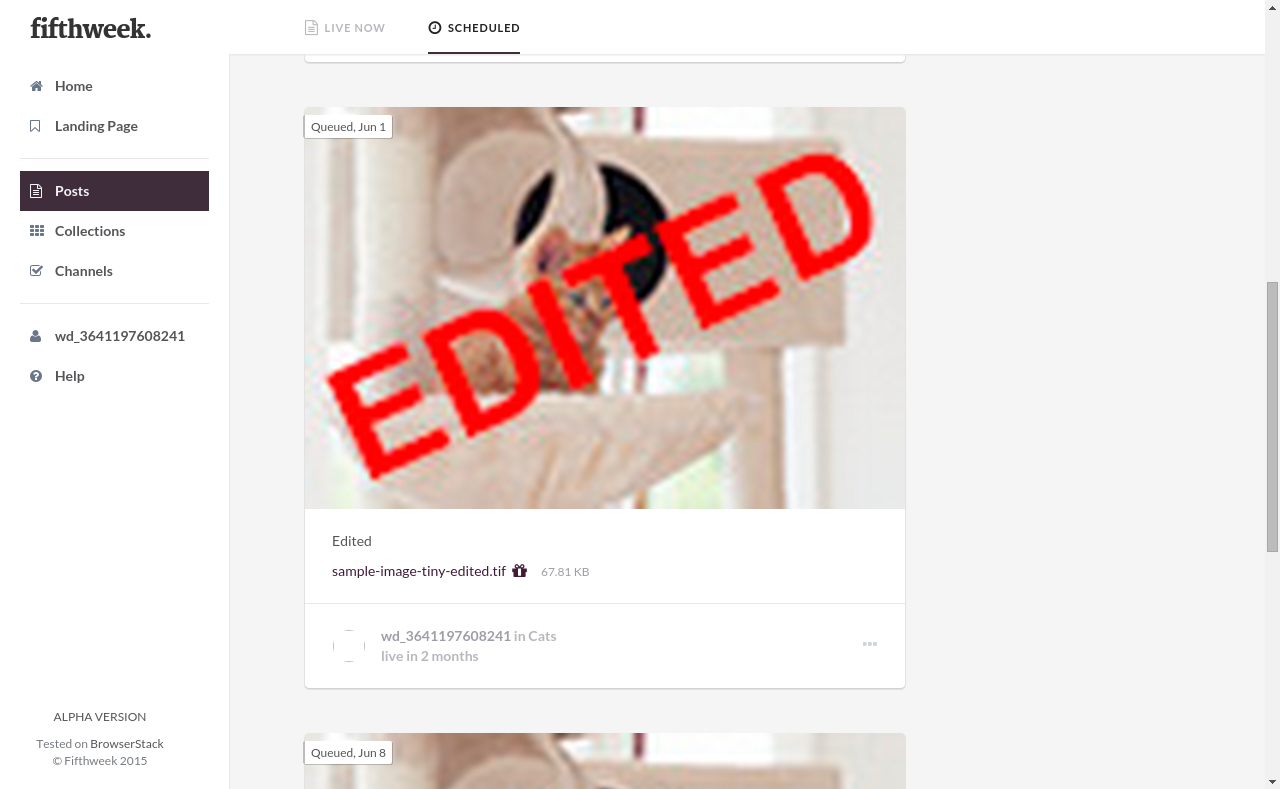 fifthweek.
LIVE NOW
SCHEDULED
Home
Landing Page
Posts
Collections
Channels
wd_3641197608241
Help
ALPHA VERSION
Tested on BrowserStack
© Fifthweek 2015
Queued, Jun 1
EDITED
Edited
sample-image-tiny-edited.tif 67.81 KB
wd_3641197608241 in Cats
live in 2 months
Queued, Jun 8